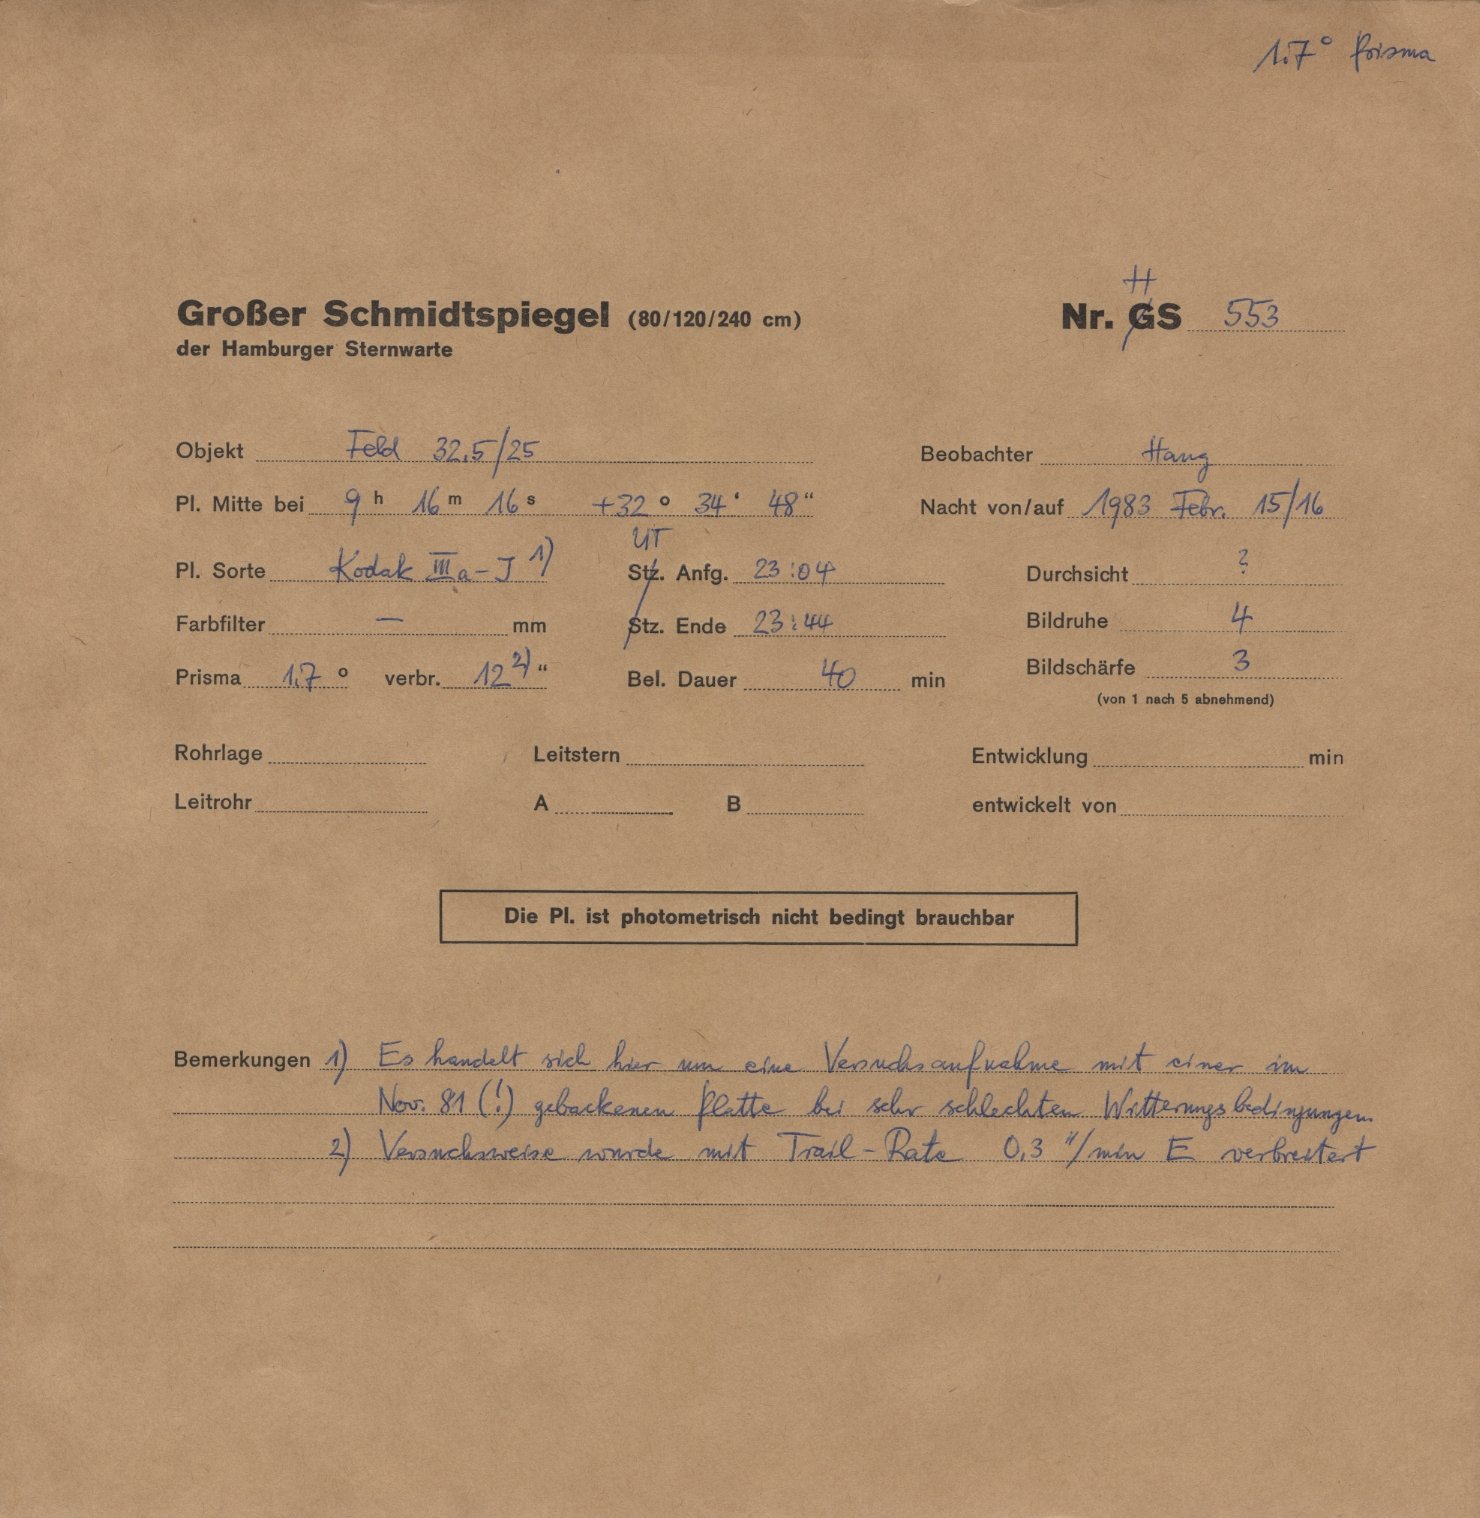 1.7° Prisma
H
Großer Schmidtspiegel (80/120/240 cm) Nr. GS 553
der Hamburger Sternwarte
Objekt Feld 32.5/25 Beobachter Haug
Pl. Mitte bei 9 h 16 m 16 s +32 ° 34 ' 48 " Nacht von/auf 1983 Febr. 15/16
UT
Pl. Sorte Kodak IIIa-J 1) Stz. Anfg. 23:04 Durchsicht ?
Farbfilter — mm Stz. Ende 23:44 Bildruhe 4
Prisma 1.7 ° verbr. 12 2) " Bel. Dauer 40 min Bildschärfe 3
(von 1 nach 5 abnehmend)
Rohrlage Leitstern Entwicklung min
Leitrohr A B entwickelt von
Die Pl. ist photometrisch nicht bedingt brauchbar
Bemerkungen 1) Es handelt sich hier um eine Versuchsaufnahme mit einer im
Nov. 81 (!) gebackenen Platte bei sehr schlechten Witterungsbedingungen
2) Versuchsweise wurde mit Trail-Rate 0.3 "/min E verbreitert